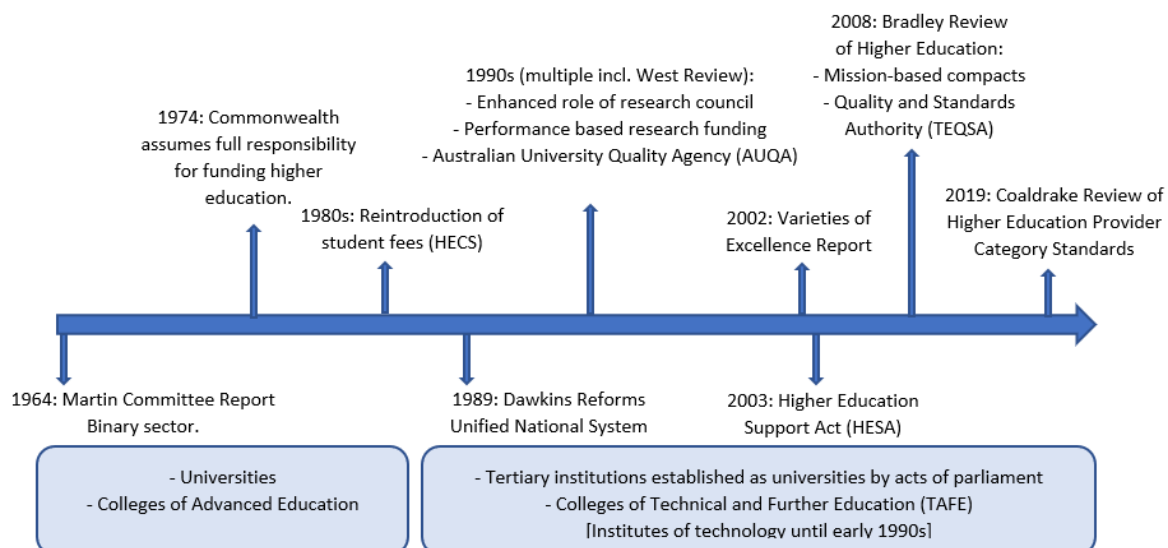 1974: Commonwealth
assumes full responsibility
for funding higher
education.
1980s: Reintroduction of
student fees (HECS)
1990s (multiple incl. West Review):
- Enhanced role of research council
- Performance based research funding
- Australian University Quality Agency (AUQA)
2002: Varieties of
Excellence Report
2008: Bradley Review
of Higher Education:
- Mission-based compacts
- Quality and Standards
Authority (TEQSA)
2019: Coaldrake Review of
Higher Education Provider
Category Standards
1964: Martin Committee Report
Binary sector.
1989: Dawkins Reforms
Unified National System
2003: Higher Education
Support Act (HESA)
- Universities
- Colleges of Advanced Education
- Tertiary institutions established as universities by acts of parliament
- Colleges of Technical and Further Education (TAFE)
[Institutes of technology until early 1990s]